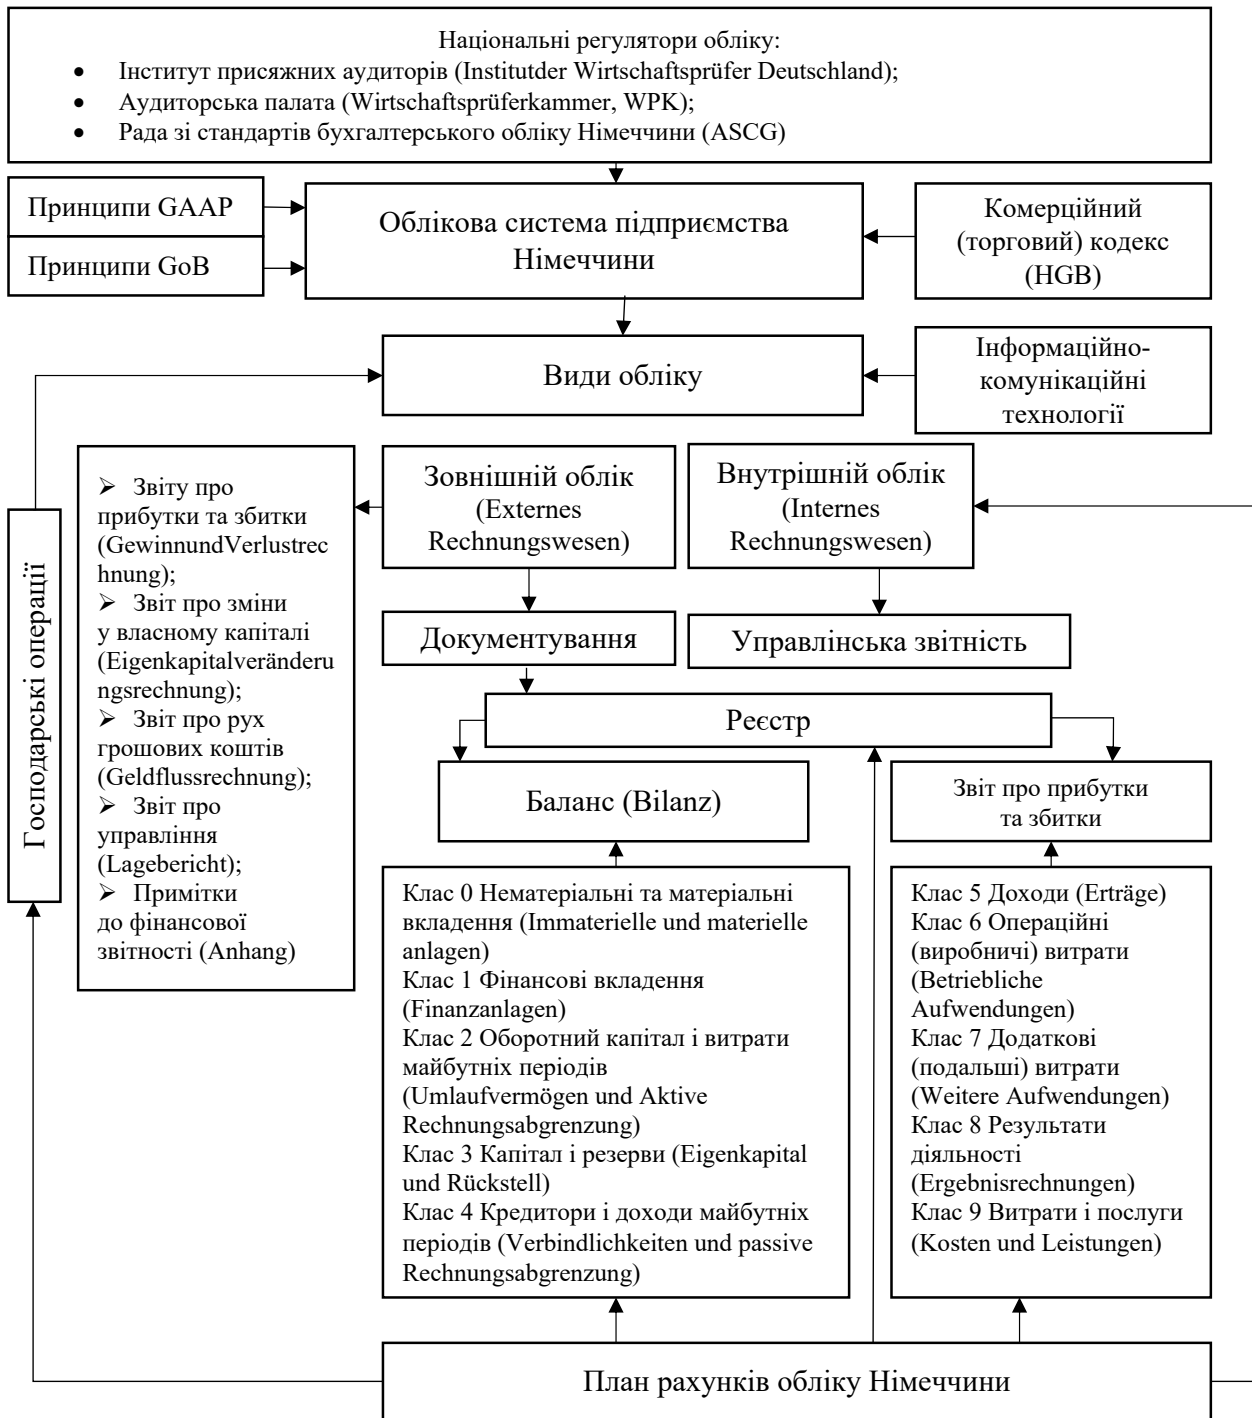 Національні регулятори обліку:
• Інститут присяжних аудиторів (Institutder Wirtschaftsprüfer Deutschland);
• Аудиторська палата (Wirtschaftsprüferkammer, WPK);
• Рада зі стандартів бухгалтерського обліку Німеччини (ASCG)
Принципи GAAP
Принципи GoB
Облікова система підприємства
Німеччини
Комерційний
(торговий) кодекс
(HGB)
Види обліку
Інформаційно-
комунікаційні
технології
Господарські операції
➢ Звіту про
прибутки та збитки
(GewinnundVerlustrec
hnung);
➢ Звіт про зміни
у власному капіталі
(Eigenkapitalveränderu
ngsrechnung);
➢ Звіт про рух
грошових коштів
(Geldflussrechnung);
➢ Звіт про
управління
(Lagebericht);
➢ Примітки
до фінансової
звітності (Anhang)
Зовнішній облік
(Externes
Rechnungswesen)
Внутрішній облік
(Internes
Rechnungswesen)
Документування
Управлінська звітність
Реєстр
Баланс (Bilanz)
Звіт про прибутки
та збитки
Клас 0 Нематеріальні та матеріальні
вкладення (Immaterielle und materielle
anlagen)
Клас 1 Фінансові вкладення
(Finanzanlagen)
Клас 2 Оборотний капітал і витрати
майбутніх періодів
(Umlaufvermögen und Aktive
Rechnungsabgrenzung)
Клас 3 Капітал і резерви (Eigenkapital
und Rückstell)
Клас 4 Кредитори і доходи майбутніх
періодів (Verbindlichkeiten und passive
Rechnungsabgrenzung)
Клас 5 Доходи (Erträge)
Клас 6 Операційні
(виробничі) витрати
(Betriebliche
Aufwendungen)
Клас 7 Додаткові
(подальші) витрати
(Weitere Aufwendungen)
Клас 8 Результати
діяльності
(Ergebnisrechnungen)
Клас 9 Витрати і послуги
(Kosten und Leistungen)
План рахунків обліку Німеччини